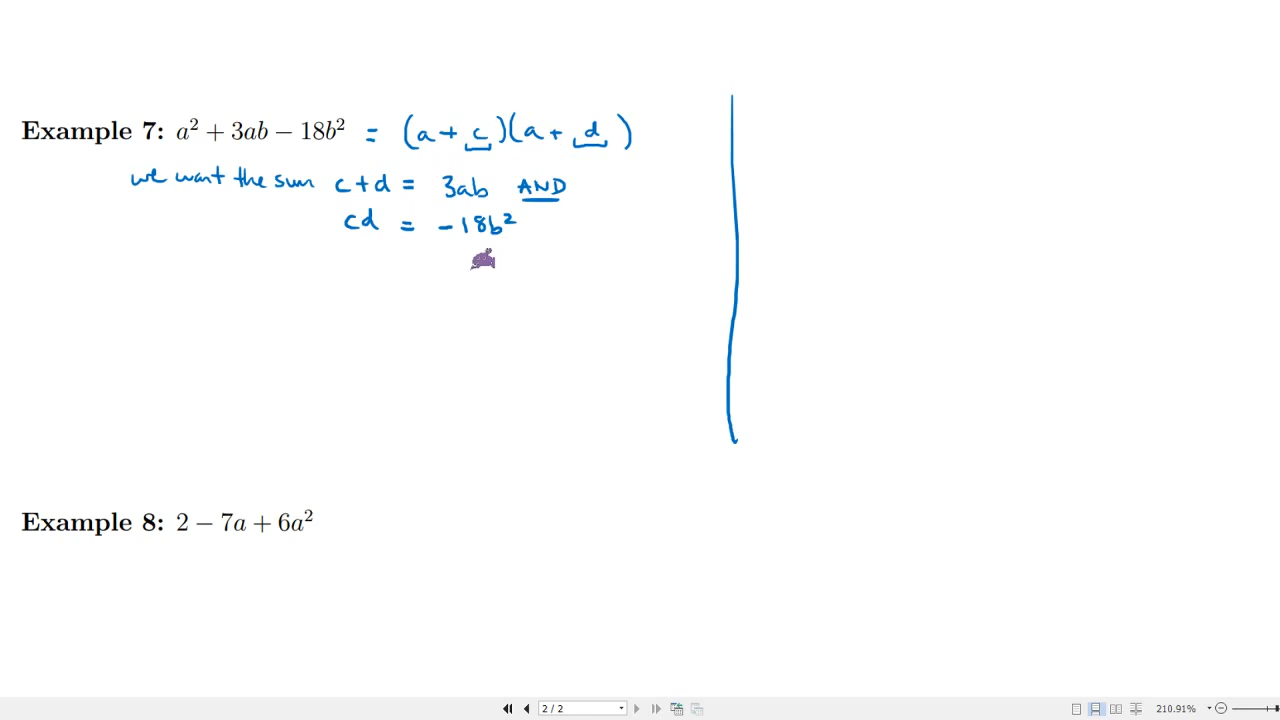 Example 7: a² + 3ab − 18b² = (a + c)(a + d)
we want the sum c+d = 3ab AND
cd = -18b²
Example 8: 2 − 7a + 6a²
2 / 2
210.91%